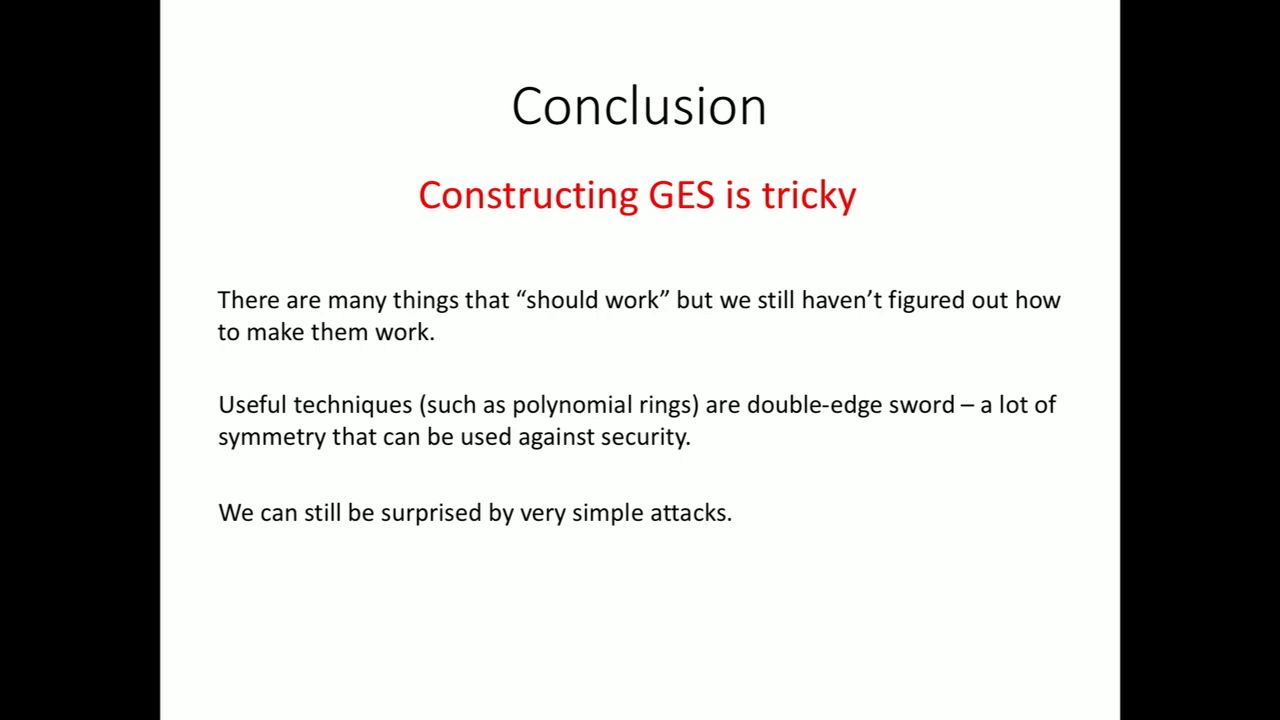 Conclusion
Constructing GES is tricky
There are many things that “should work” but we still haven’t figured out how
to make them work.
Useful techniques (such as polynomial rings) are double-edge sword – a lot of
symmetry that can be used against security.
We can still be surprised by very simple attacks.